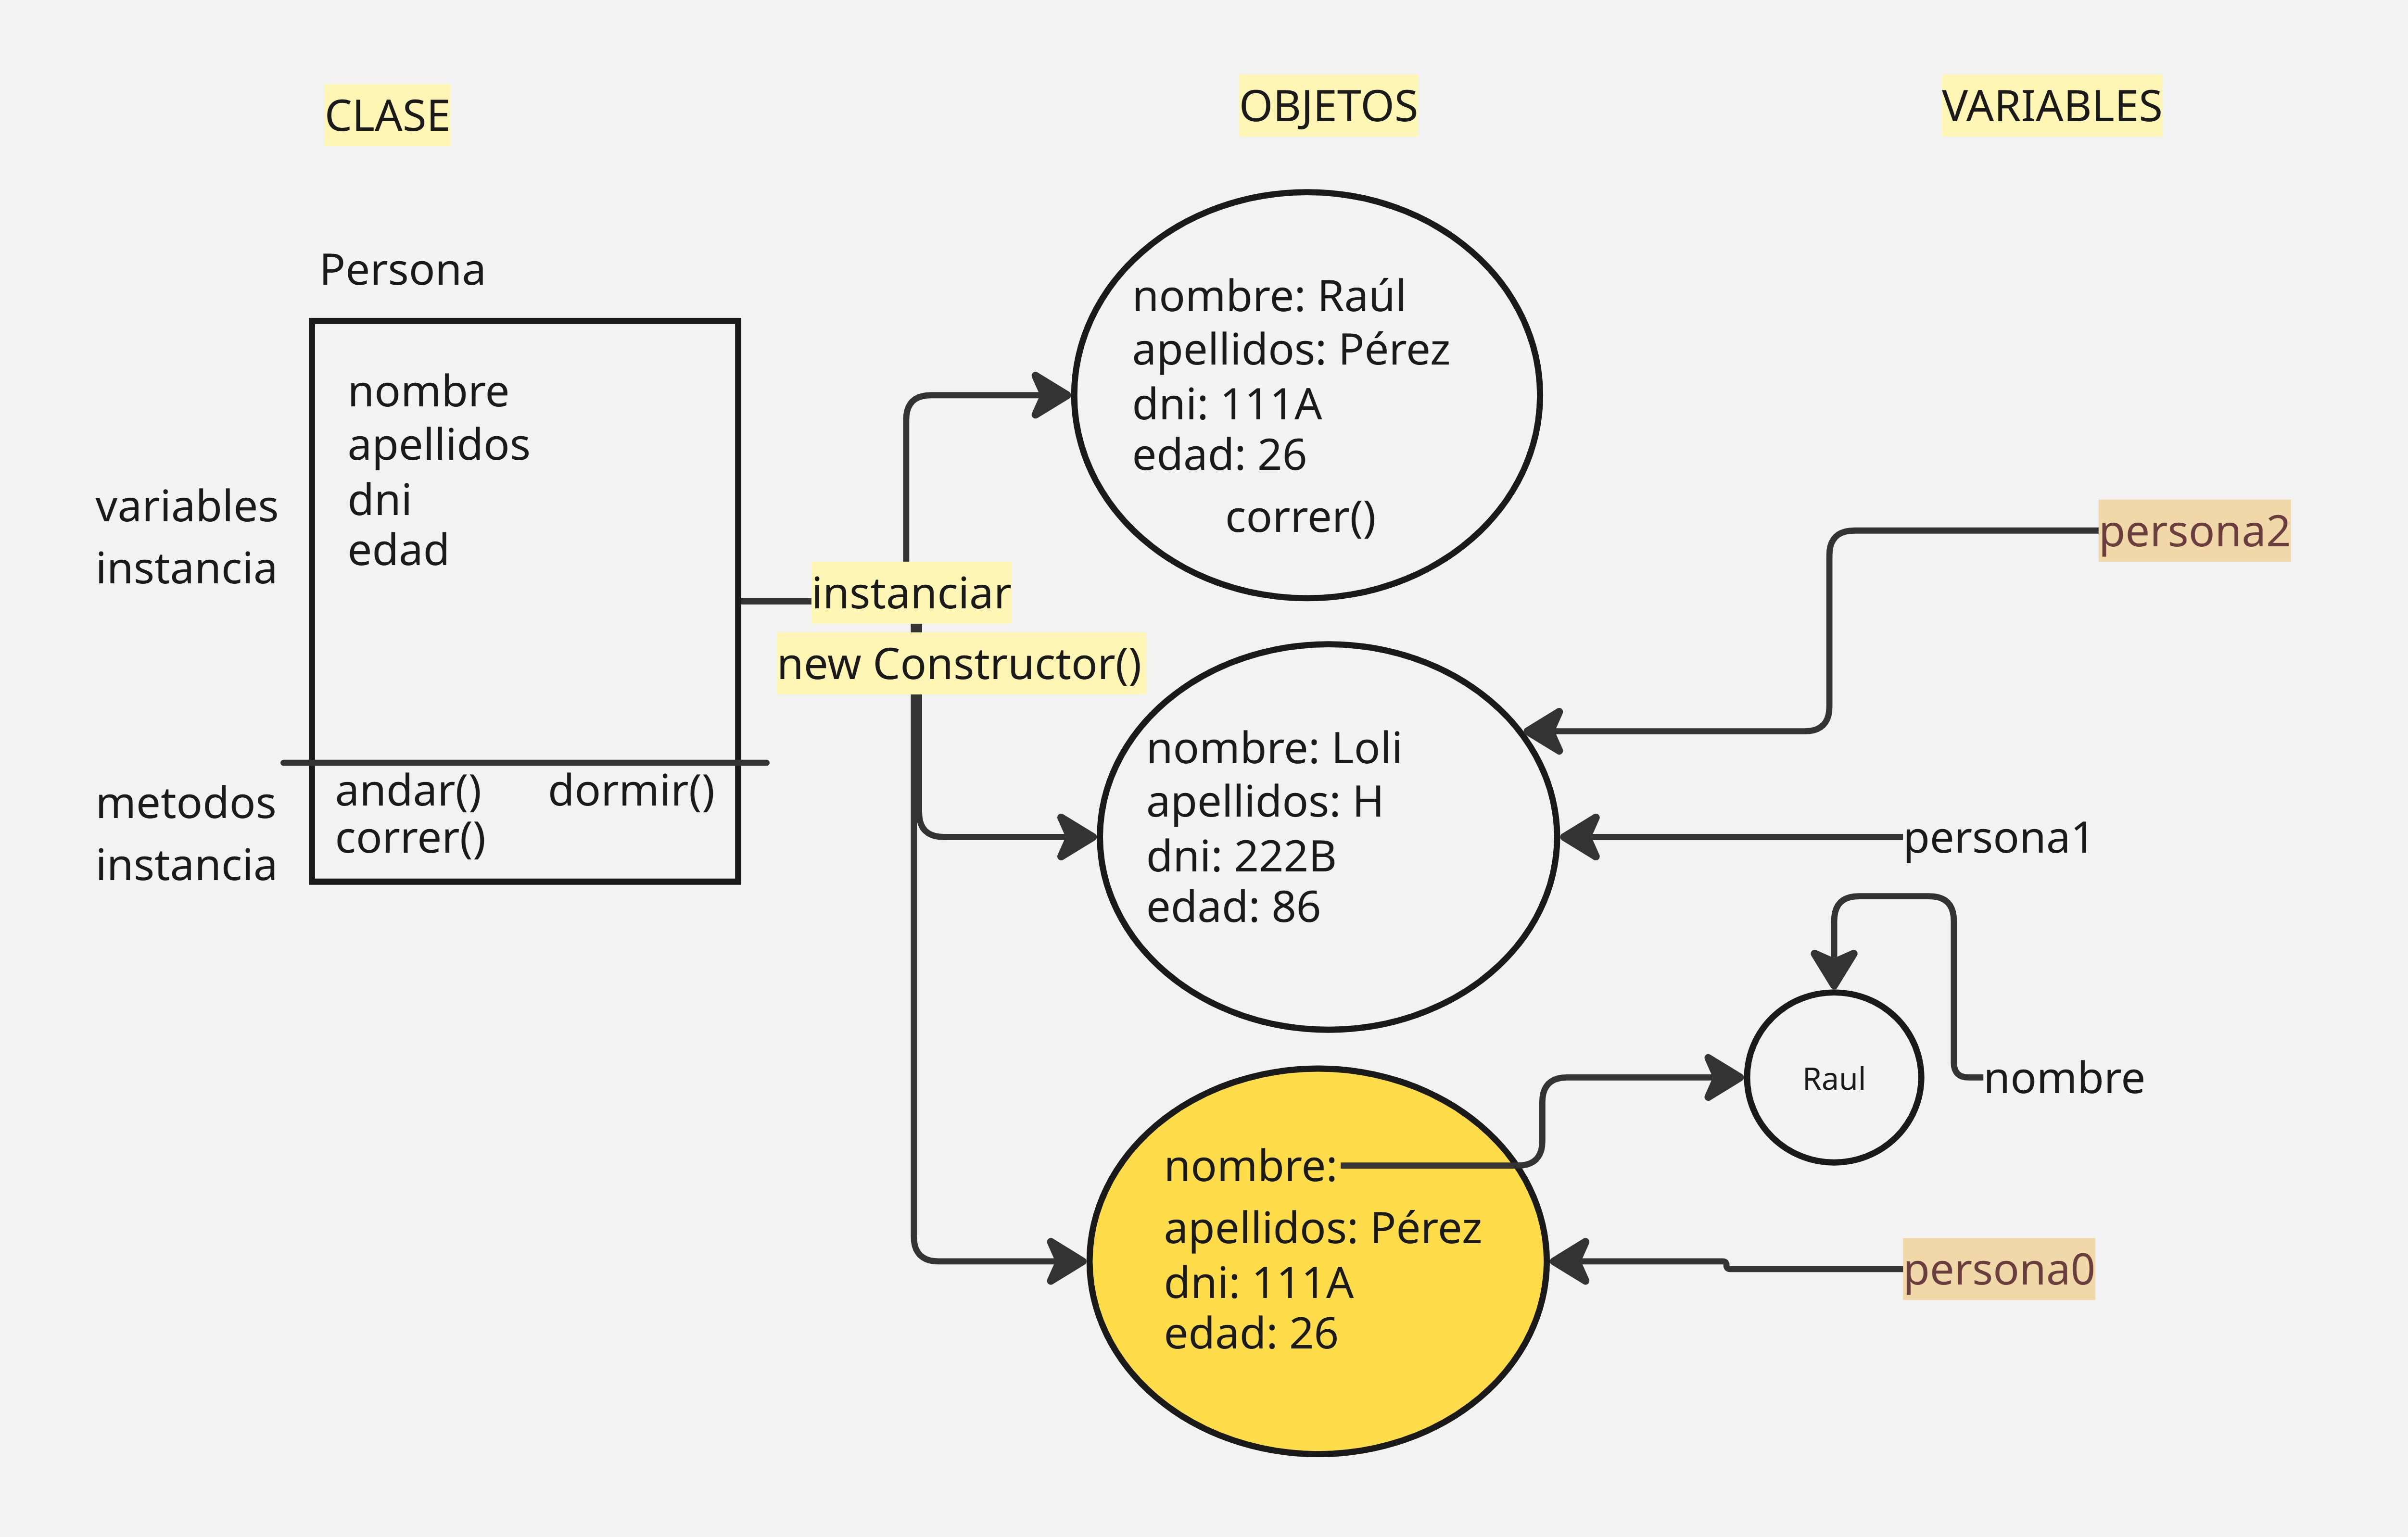 CLASE
OBJETOS
VARIABLES
Persona
nombre
apellidos
dni
edad
variables
instancia
metodos
instancia
andar() dormir()
correr()
instanciar
new Constructor()
nombre: Raúl
apellidos: Pérez
dni: 111A
edad: 26
correr()
nombre: Loli
apellidos: H
dni: 222B
edad: 86
nombre:
apellidos: Pérez
dni: 111A
edad: 26
persona2
persona1
Raul
nombre
persona0